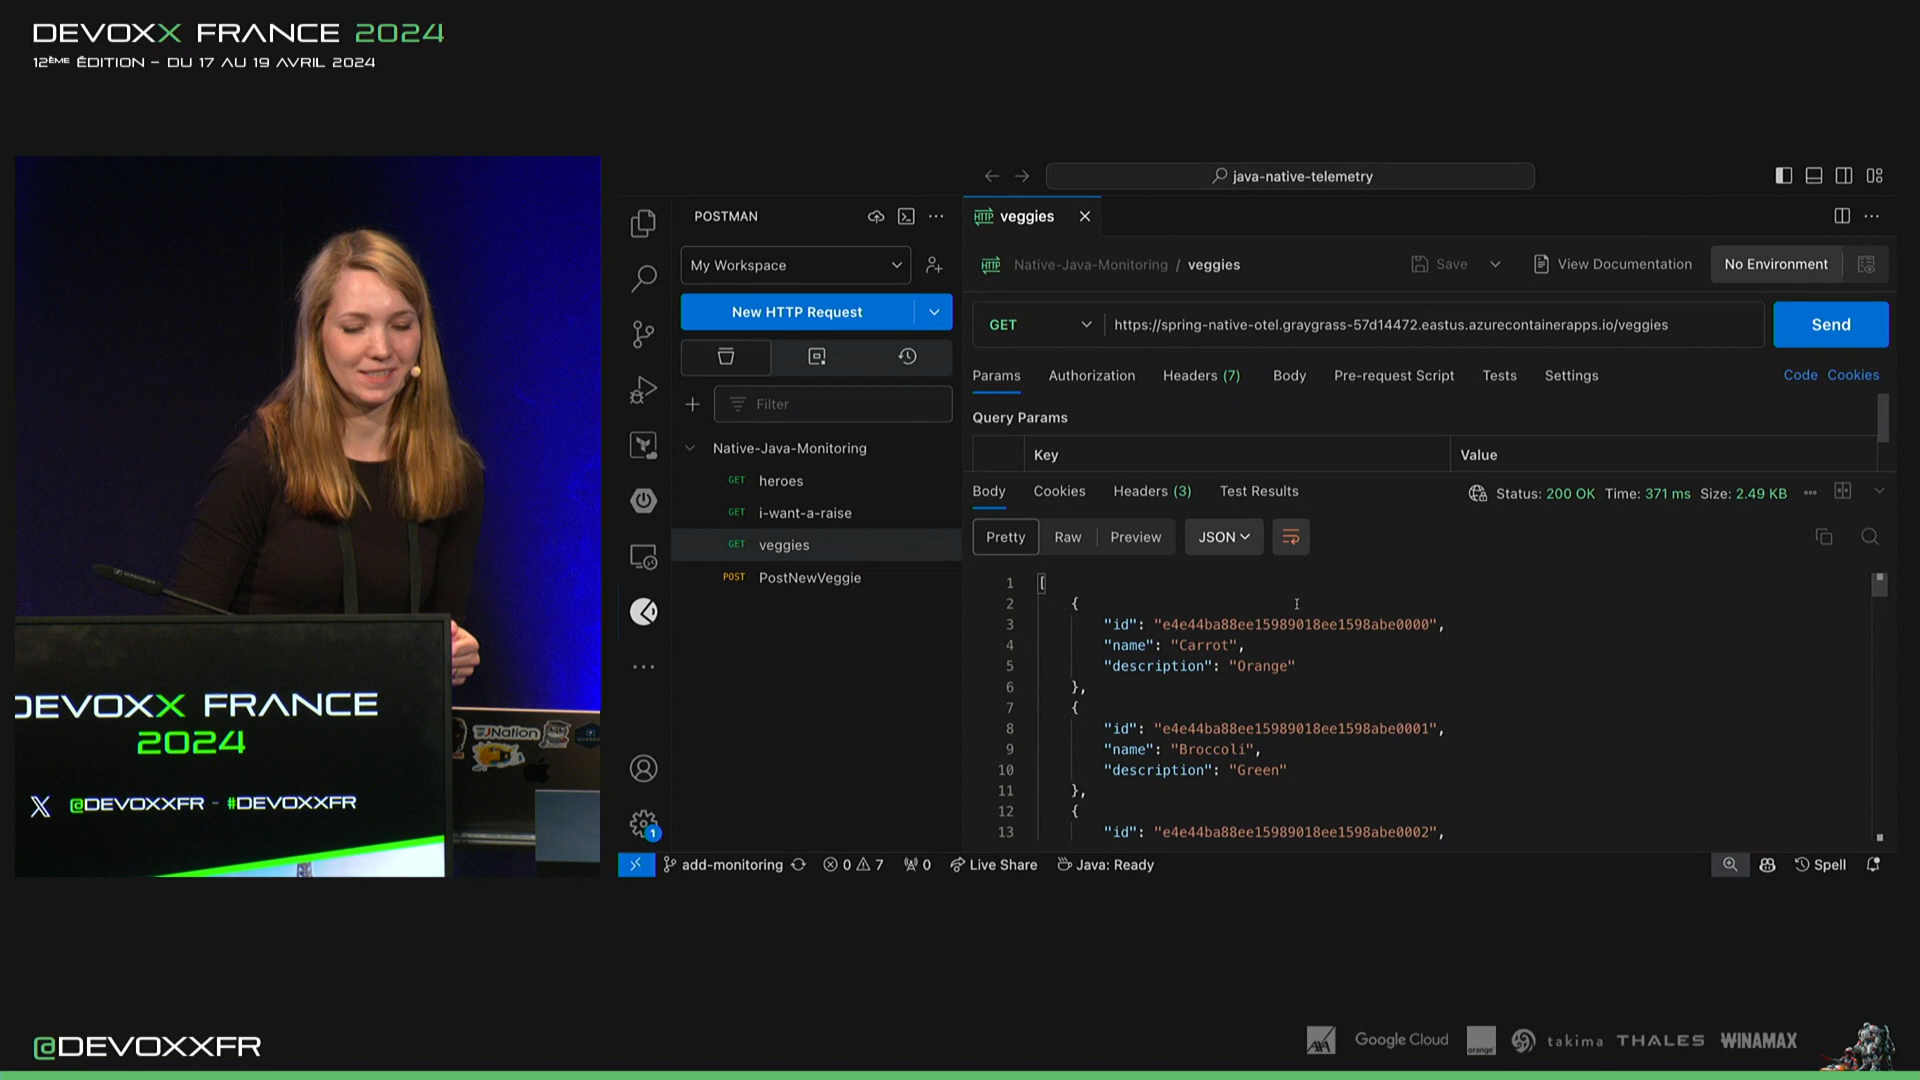 DEVOXX FRANCE 2024
12ÈME ÉDITION - DU 17 AU 19 AVRIL 2024
java-native-telemetry
POSTMAN
veggies
My Workspace
Native-Java-Monitoring / veggies
Save
View Documentation
No Environment
New HTTP Request
GET
https://spring-native-otel.graygrass-57d14472.eastus.azurecontainerapps.io/veggies
Send
Params Authorization Headers (7) Body Pre-request Script Tests Settings Code Cookies
Filter
Query Params
Key Value
Native-Java-Monitoring
GET heroes
GET i-want-a-raise
GET veggies
POST PostNewVeggie
Body Cookies Headers (3) Test Results Status: 200 OK Time: 371 ms Size: 2.49 KB
Pretty Raw Preview JSON
1 [
2 {
3 "id": "e4e44ba88ee15989018ee1598abe0000",
4 "name": "Carrot",
5 "description": "Orange"
6 },
7 {
8 "id": "e4e44ba88ee15989018ee1598abe0001",
9 "name": "Broccoli",
10 "description": "Green"
11 },
12 {
13 "id": "e4e44ba88ee15989018ee1598abe0002",
1
add-monitoring 0 7 0 Live Share Java: Ready Spell
SENNHEISER
DEVOXX FRANCE
2024
JNation
X @DEVOXXFR - #DEVOXXFR
@DEVOXXFR
AXA Google Cloud orange takima THALES WINAMAX